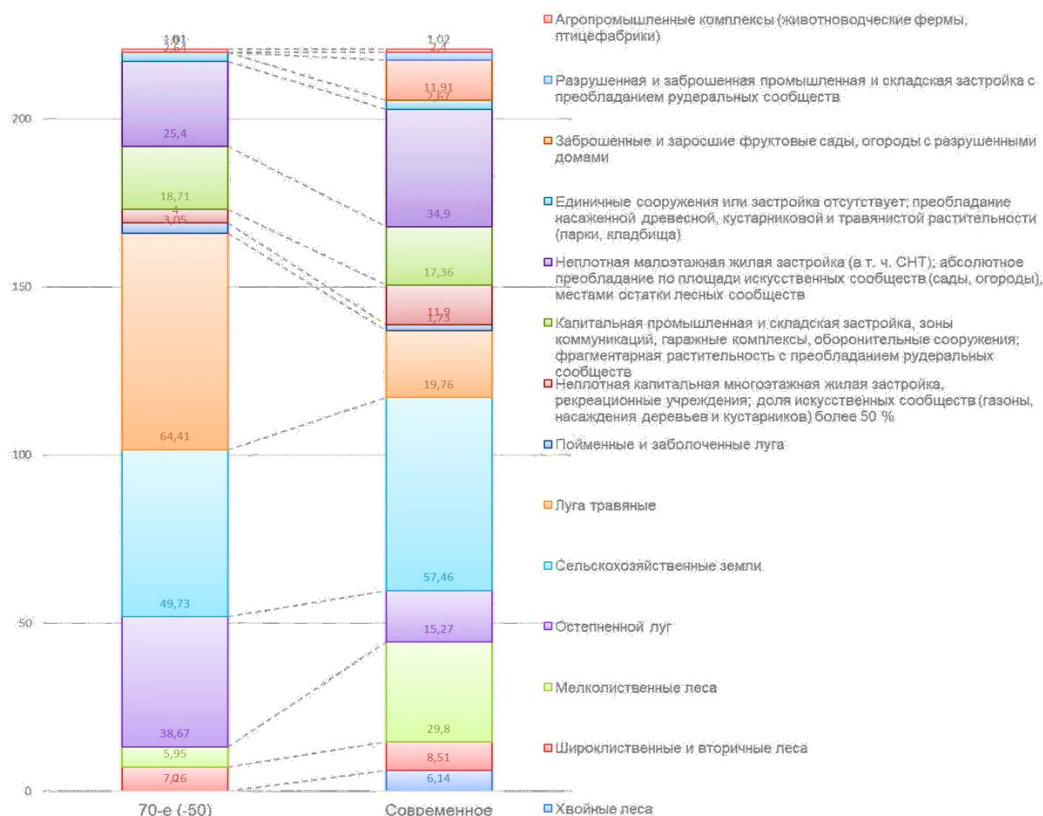 Агропромышленные комплексы (животноводческие фермы,
птицефабрики)
Разрушенная и заброшенная промышленная и складская застройка с
преобладанием рудеральных сообществ
Заброшенные и заросшие фруктовые сады, огороды с разрушенными
домами
Единичные сооружения или застройка отсутствует; преобладание
насаженной древесной, кустарниковой и травянистой растительности
(парки, кладбища)
Неплотная малоэтажная жилая застройка (в т. ч. СНТ); абсолютное
преобладание по площади искусственных сообществ (сады, огороды),
местами остатки лесных сообществ
Капитальная промышленная и складская застройка, зоны
коммуникаций, гаражные комплексы, оборонительные сооружения;
фрагментарная растительность с преобладанием рудеральных
сообществ
Неплотная капитальная многоэтажная жилая застройка,
рекреационные учреждения; доля искусственных сообществ (газоны,
насаждения деревьев и кустарников) более 50 %
Пойменные и заболоченные луга
Луга травяные
Сельскохозяйственные земли
Остепненной луг
Мелколиственные леса
Широклиственные и вторичные леса
Хвойные леса
200
150
100
50
0
2,64
25,4
18,71
4
3,05
64,41
49,73
38,67
5,95
7,26
70-е (-50)
1,02
2,4
11,91
2,67
34,9
17,36
11,9
1,73
19,76
57,46
15,27
29,8
8,51
6,14
Современное